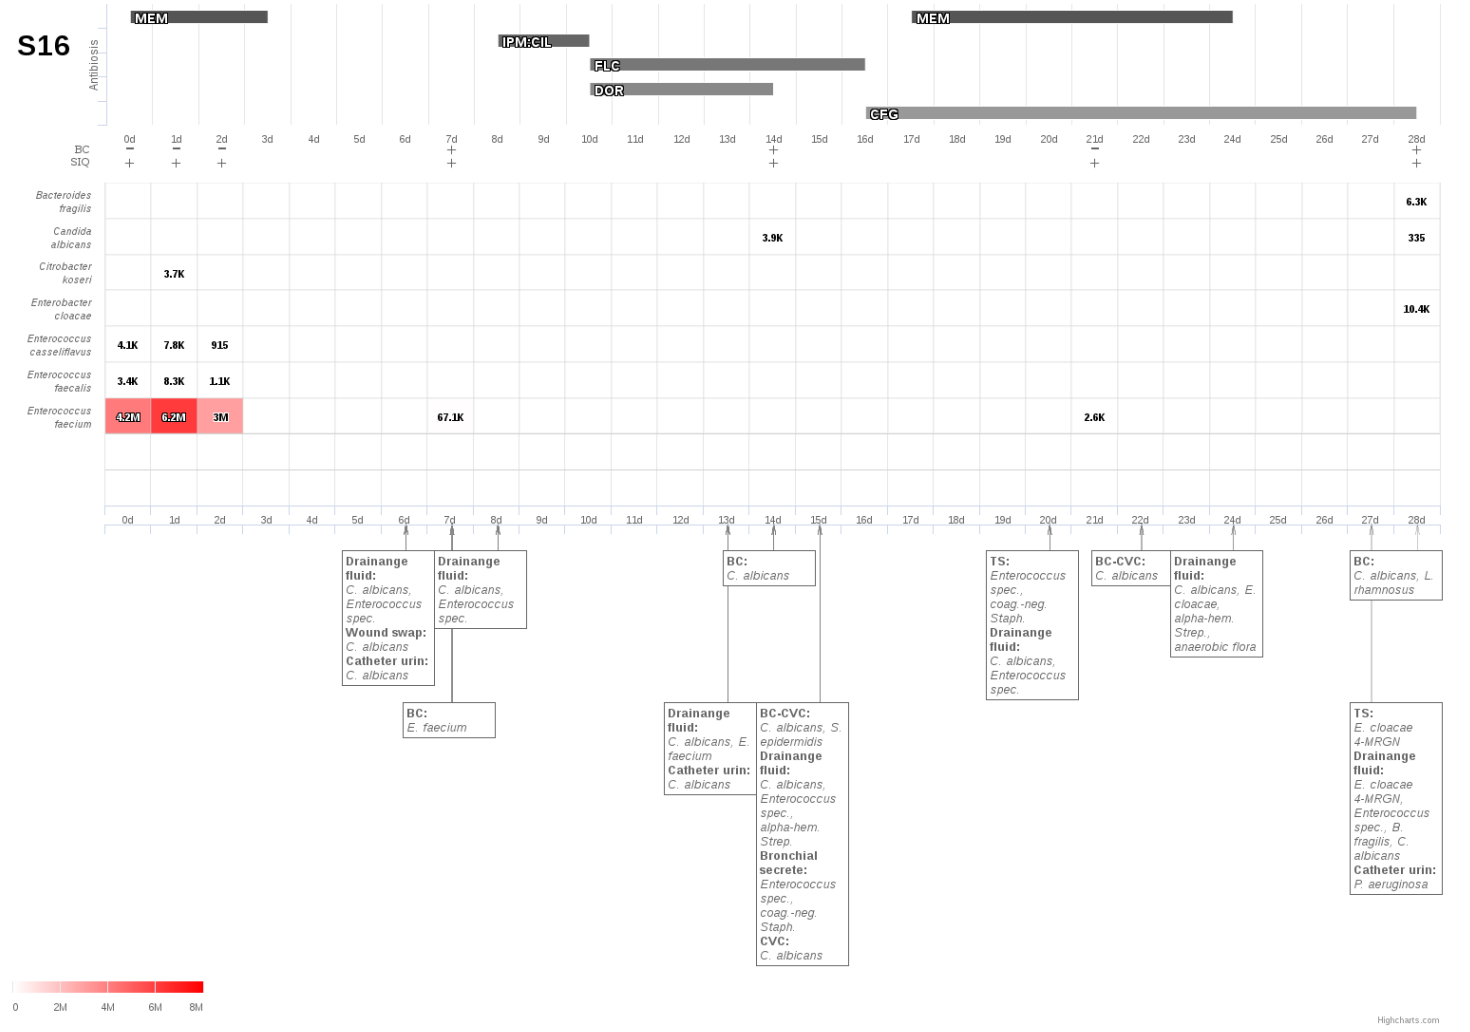 S16
Antibiosis
MEM MEM
IPM:CIL
FLC
DOR
CFG
0d 1d 2d 3d 4d 5d 6d 7d 8d 9d 10d 11d 12d 13d 14d 15d 16d 17d 18d 19d 20d 21d 22d 23d 24d 25d 26d 27d 28d
BC − − − + + − +
SIQ + + + + + + +
Bacteroides
fragilis
6.3K
Candida
albicans
3.9K 335
Citrobacter
koseri
3.7K
Enterobacter
cloacae
10.4K
Enterococcus
casseliflavus
4.1K 7.8K 915
Enterococcus
faecalis
3.4K 8.3K 1.1K
Enterococcus
faecium
4.2M 6.2M 3M 67.1K 2.6K
0d 1d 2d 3d 4d 5d 6d 7d 8d 9d 10d 11d 12d 13d 14d 15d 16d 17d 18d 19d 20d 21d 22d 23d 24d 25d 26d 27d 28d
Drainange
fluid:
C. albicans,
Enterococcus
spec.
Wound swap:
C. albicans
Catheter urin:
C. albicans
Drainange
fluid:
C. albicans,
Enterococcus
spec.
BC:
E. faecium
BC:
C. albicans
Drainange
fluid:
C. albicans, E.
faecium
Catheter urin:
C. albicans
BC-CVC:
C. albicans, S.
epidermidis
Drainange
fluid:
C. albicans,
Enterococcus
spec.,
alpha-hem.
Strep.
Bronchial
secrete:
Enterococcus
spec.,
coag.-neg.
Staph.
CVC:
C. albicans
TS:
Enterococcus
spec.,
coag.-neg.
Staph.
Drainange
fluid:
C. albicans,
Enterococcus
spec.
BC-CVC:
C. albicans
Drainange
fluid:
C. albicans, E.
cloacae,
alpha-hem.
Strep.,
anaerobic flora
BC:
C. albicans, L.
rhamnosus
TS:
E. cloacae
4-MRGN
Drainange
fluid:
E. cloacae
4-MRGN,
Enterococcus
spec., B.
fragilis, C.
albicans
Catheter urin:
P. aeruginosa
0 2M 4M 6M 8M
Highcharts.com